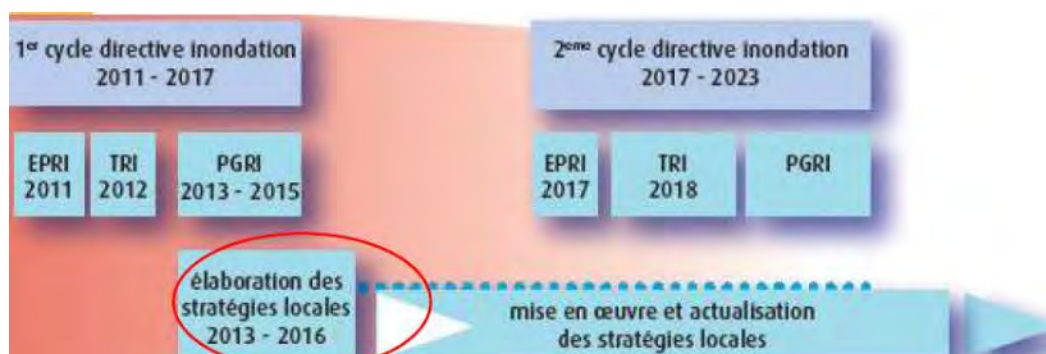 1er cycle directive inondation
2011 - 2017
2eme cycle directive inondation
2017 - 2023
EPRI
2011
TRI
2012
PGRI
2013 - 2015
EPRI
2017
TRI
2018
PGRI
élaboration des
stratégies locales
2013 - 2016
mise en œuvre et actualisation
des stratégies locales